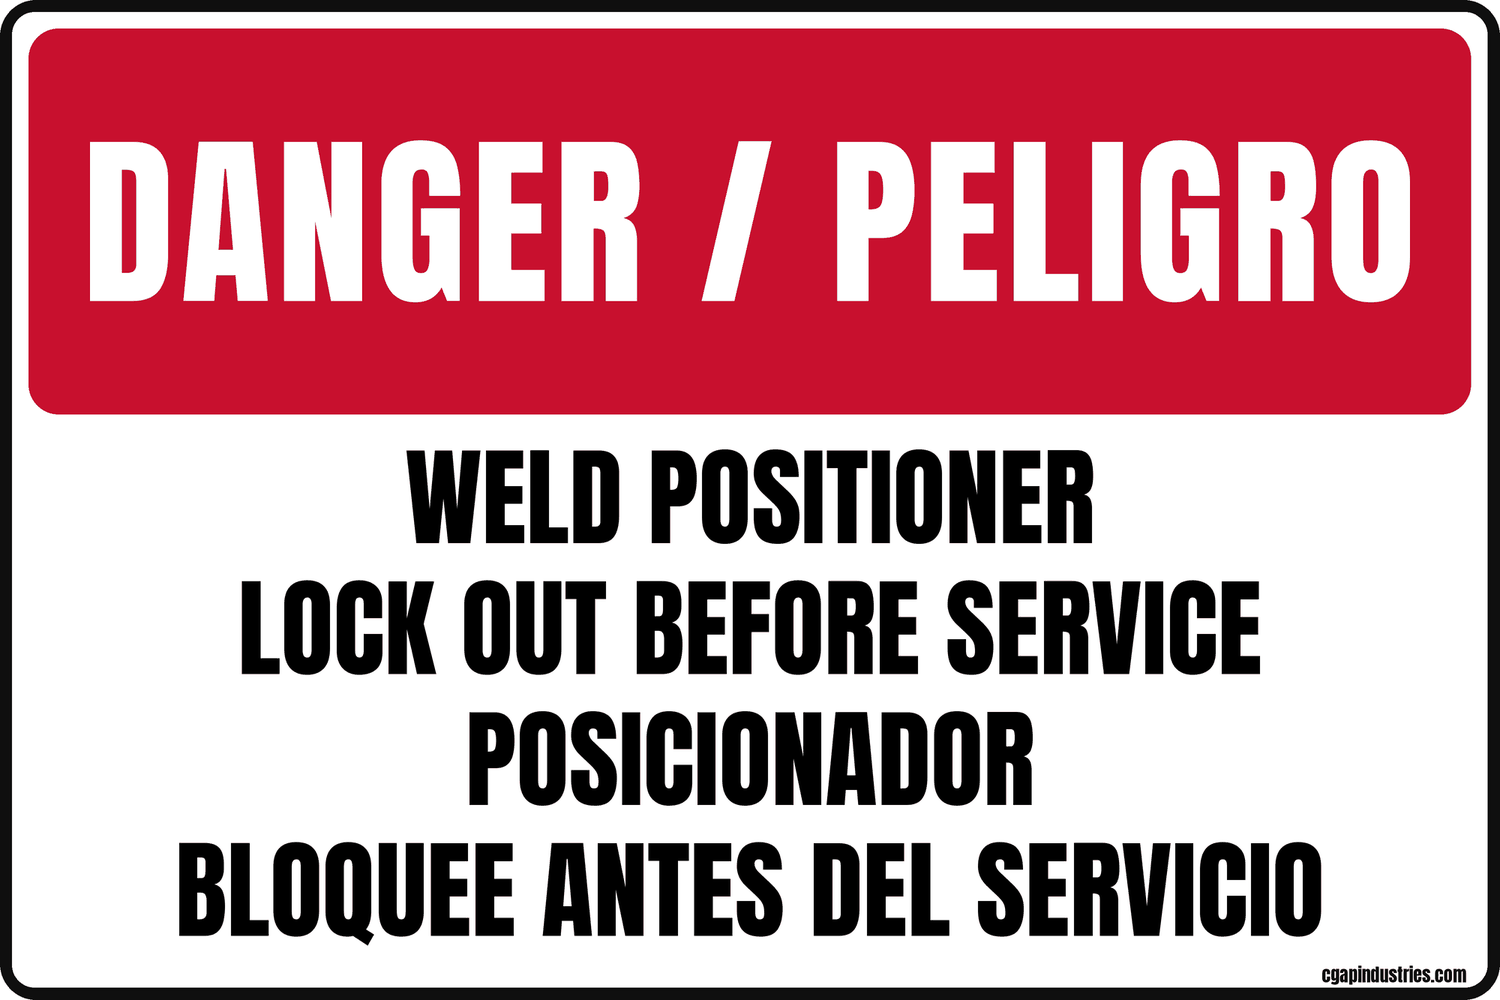 DANGER / PELIGRO
WELD POSITIONER
LOCK OUT BEFORE SERVICE
POSICIONADOR
BLOQUEE ANTES DEL SERVICIO
cgapindustries.com